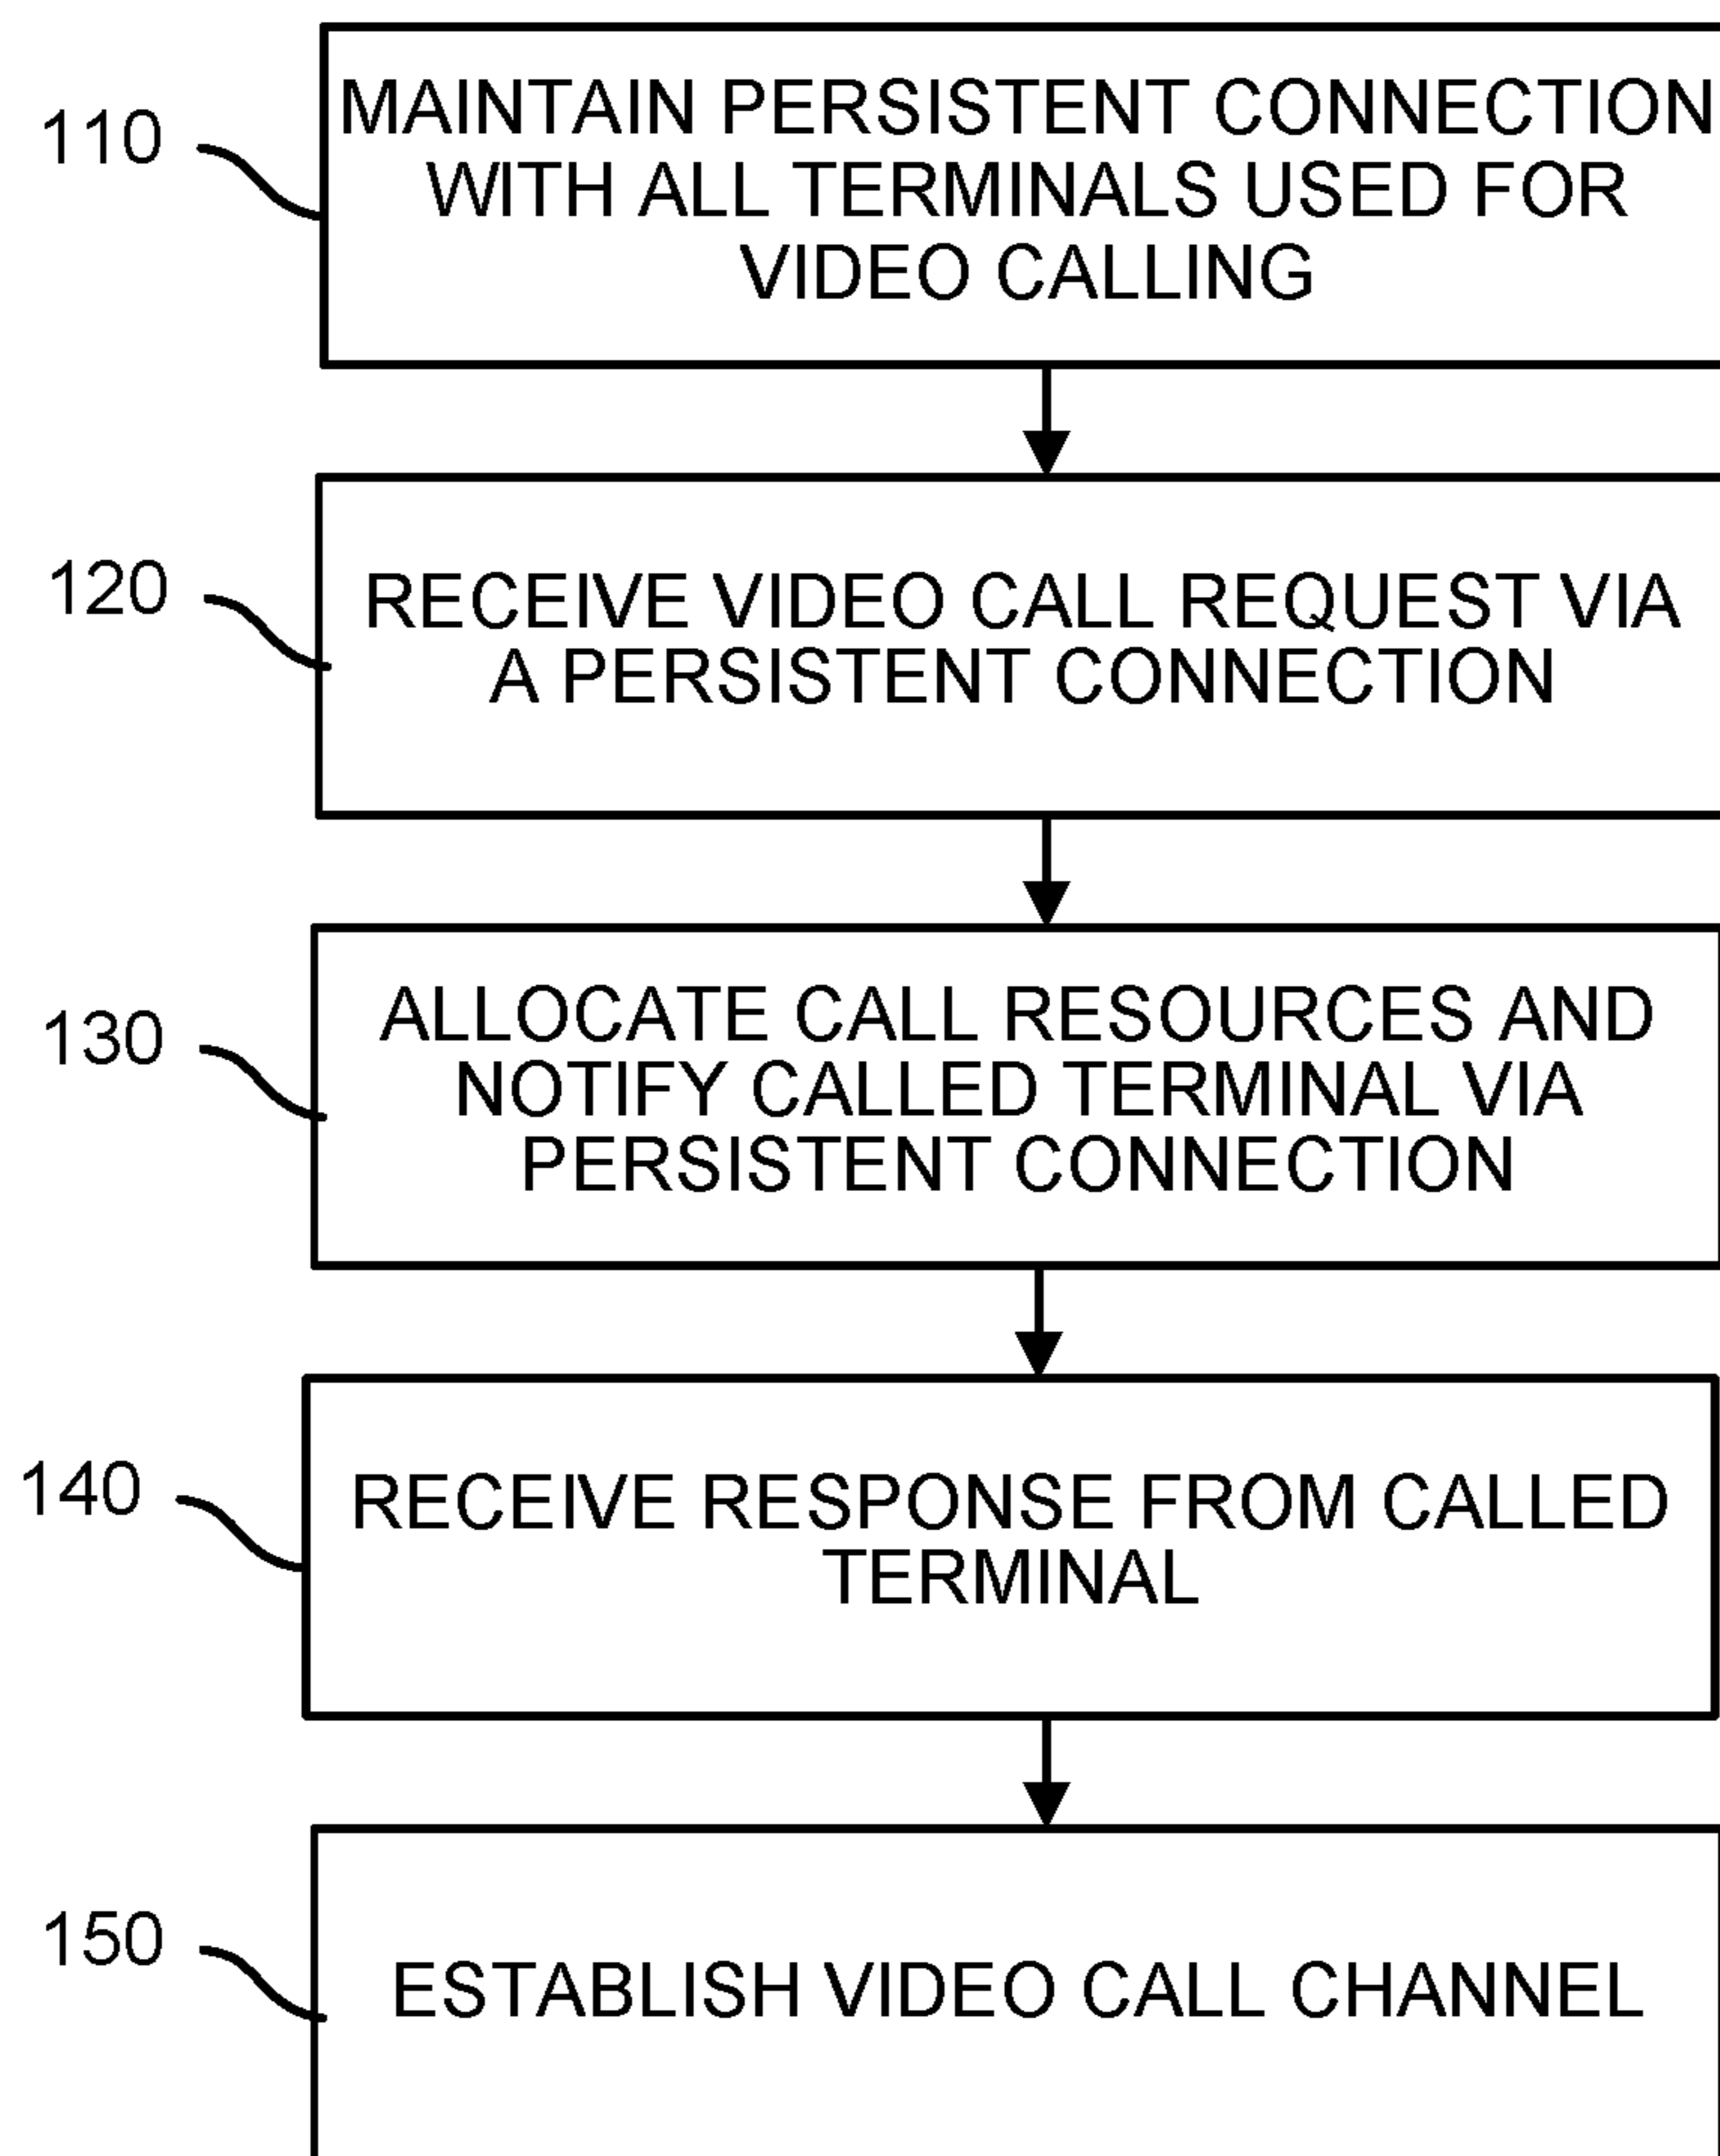 110
MAINTAIN PERSISTENT CONNECTION
WITH ALL TERMINALS USED FOR
VIDEO CALLING
120
RECEIVE VIDEO CALL REQUEST VIA
A PERSISTENT CONNECTION
130
ALLOCATE CALL RESOURCES AND
NOTIFY CALLED TERMINAL VIA
PERSISTENT CONNECTION
140
RECEIVE RESPONSE FROM CALLED
TERMINAL
150
ESTABLISH VIDEO CALL CHANNEL